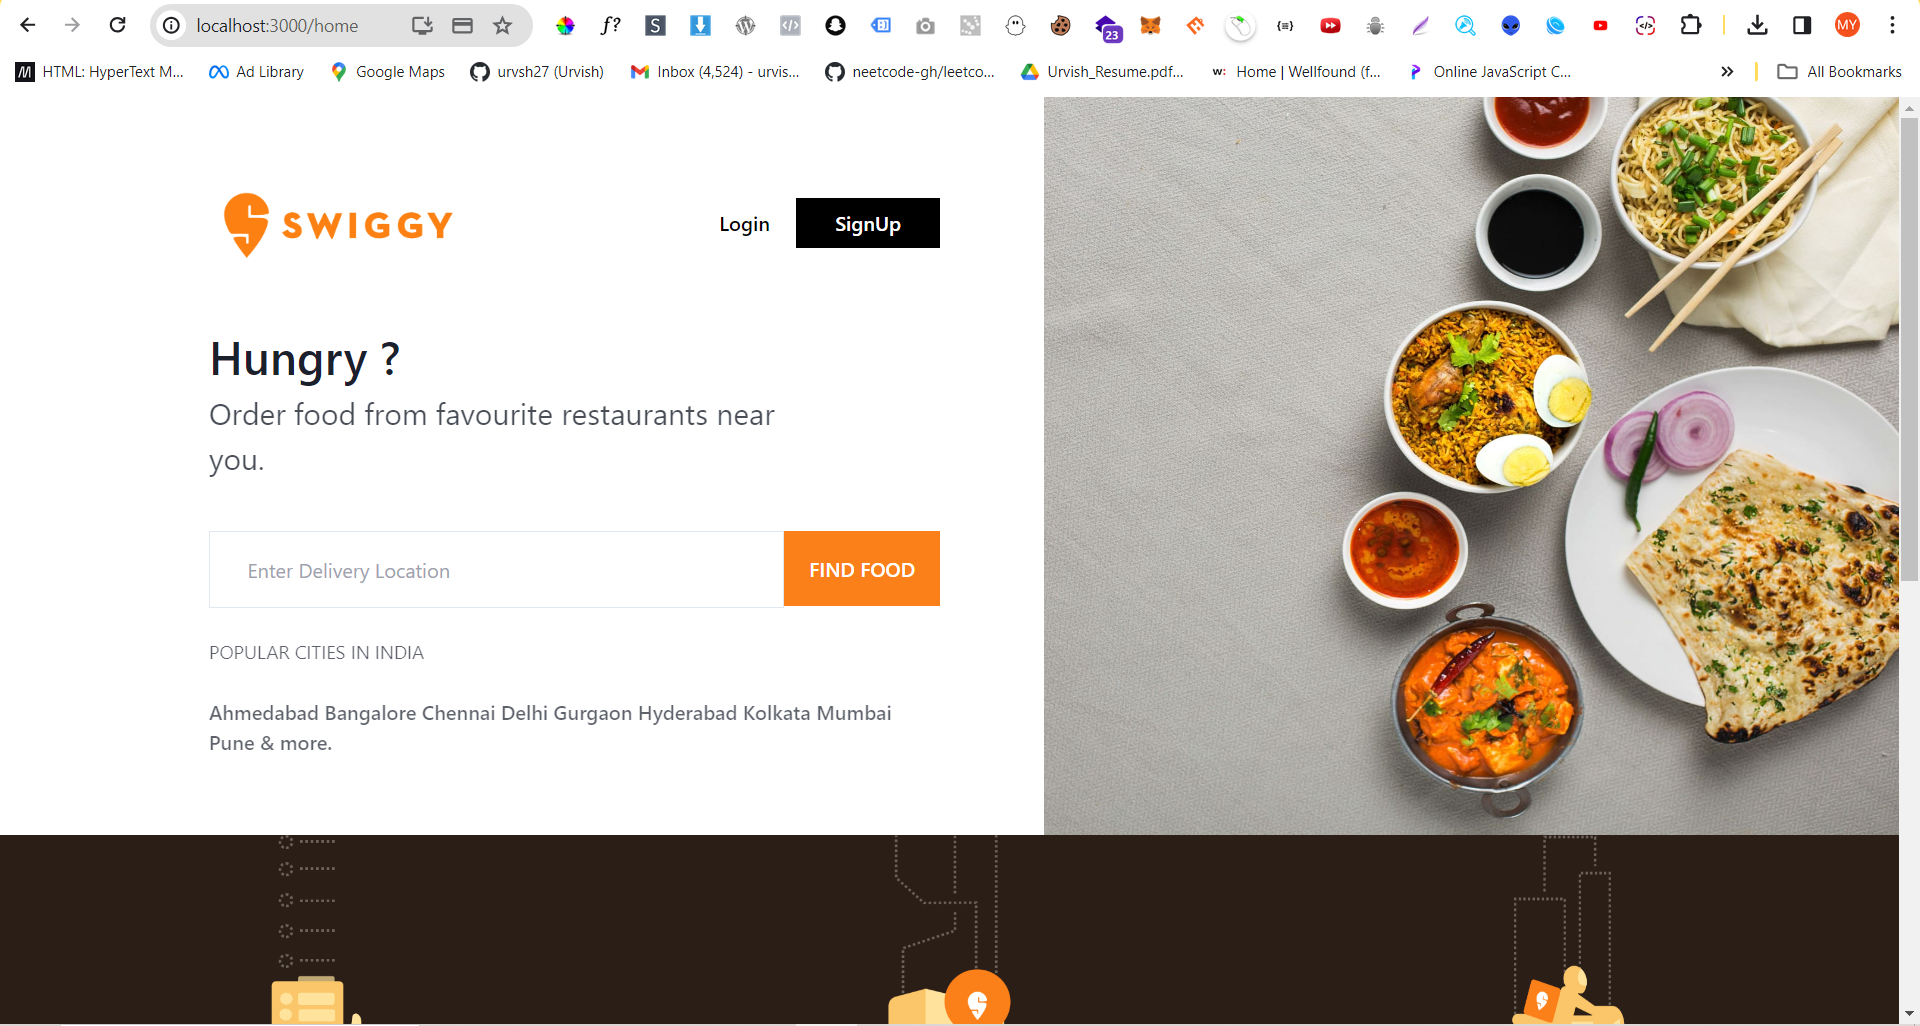 localhost:3000/home
f?
S
23
MY
HTML: HyperText M...
Ad Library
Google Maps
urvsh27 (Urvish)
Inbox (4,524) - urvis...
neetcode-gh/leetco...
Urvish_Resume.pdf...
w: Home | Wellfound (f...
Online JavaScript C...
All Bookmarks
SWIGGY
Login
SignUp
Hungry ?
Order food from favourite restaurants near
you.
Enter Delivery Location
FIND FOOD
POPULAR CITIES IN INDIA
Ahmedabad Bangalore Chennai Delhi Gurgaon Hyderabad Kolkata Mumbai
Pune & more.